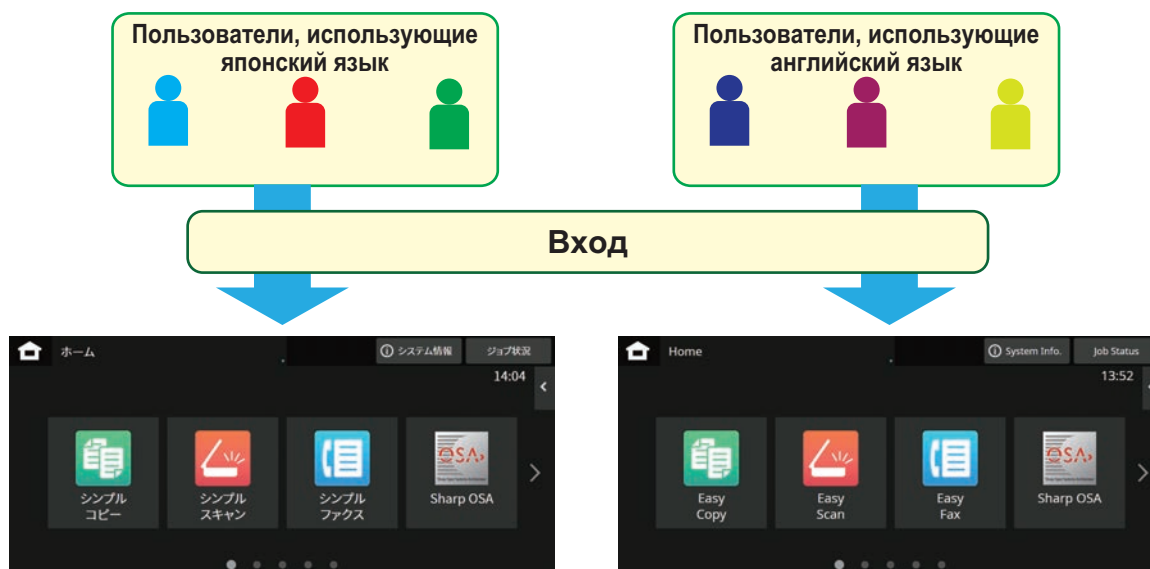 Пользователи, использующие
японский язык
Пользователи, использующие
английский язык
Вход
ホーム
システム情報
ジョブ状況
14:04
シンプル
コピー
シンプル
スキャン
シンプル
ファクス
OSA
Sharp OSA
Home
System Info.
Job Status
13:52
Easy
Copy
Easy
Scan
Easy
Fax
OSA
Sharp OSA